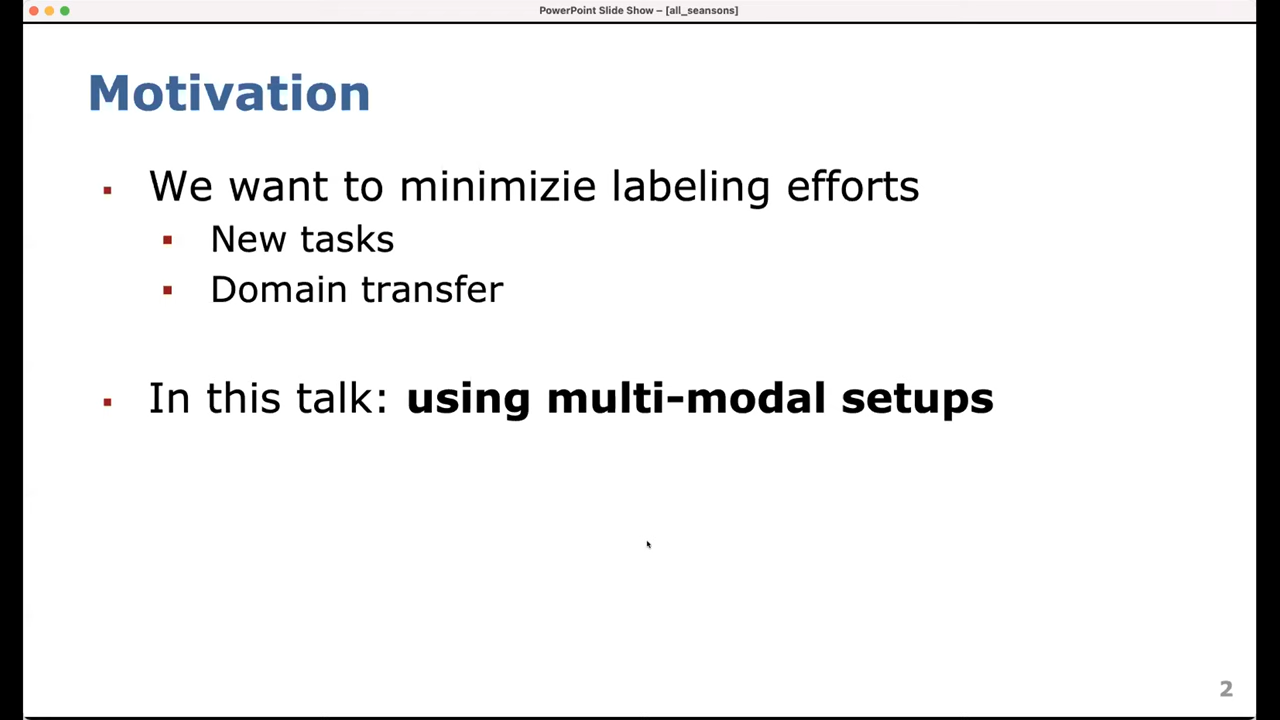 PowerPoint Slide Show – [all_seansons]
Motivation
▪ We want to minimizie labeling efforts
▪ New tasks
▪ Domain transfer
▪ In this talk: using multi-modal setups
2